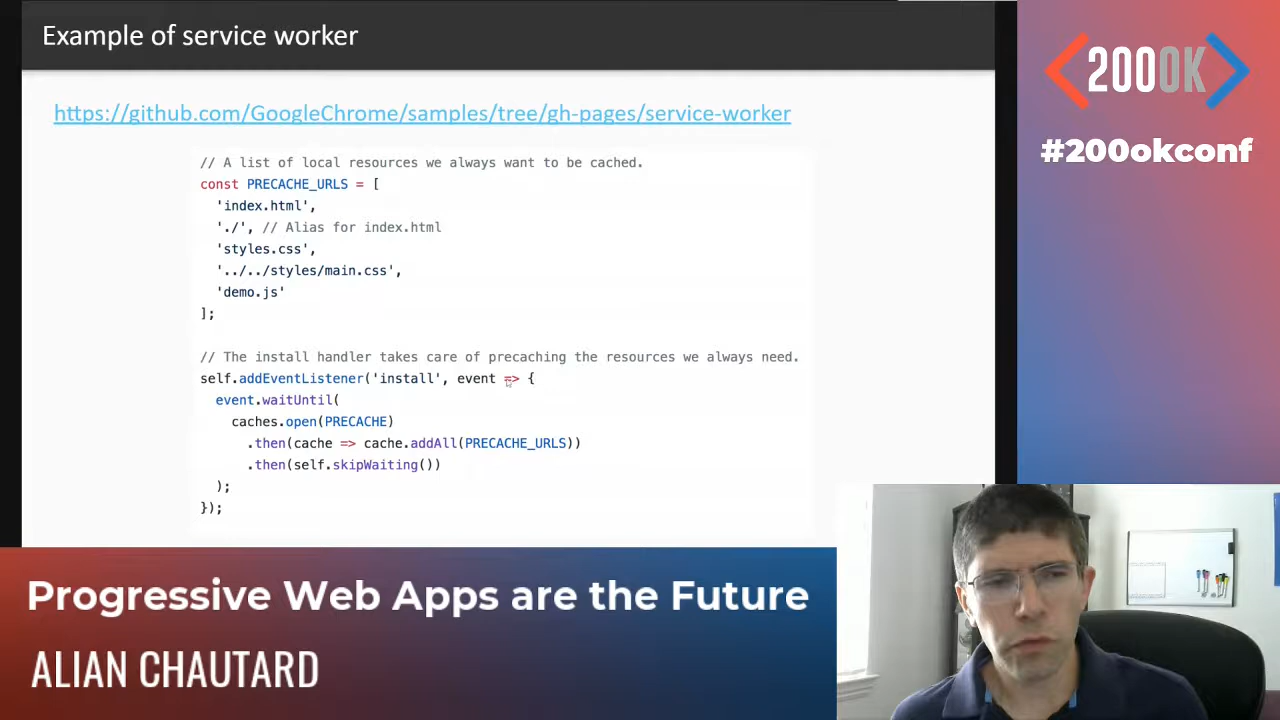 Example of service worker
https://github.com/GoogleChrome/samples/tree/gh-pages/service-worker
// A list of local resources we always want to be cached.
const PRECACHE_URLS = [
'index.html',
'./', // Alias for index.html
'styles.css',
'../../styles/main.css',
'demo.js'
];
// The install handler takes care of precaching the resources we always need.
self.addEventListener('install', event => {
event.waitUntil(
caches.open(PRECACHE)
.then(cache => cache.addAll(PRECACHE_URLS))
.then(self.skipWaiting())
);
});
<200OK>
#200okconf
Progressive Web Apps are the Future
ALIAN CHAUTARD